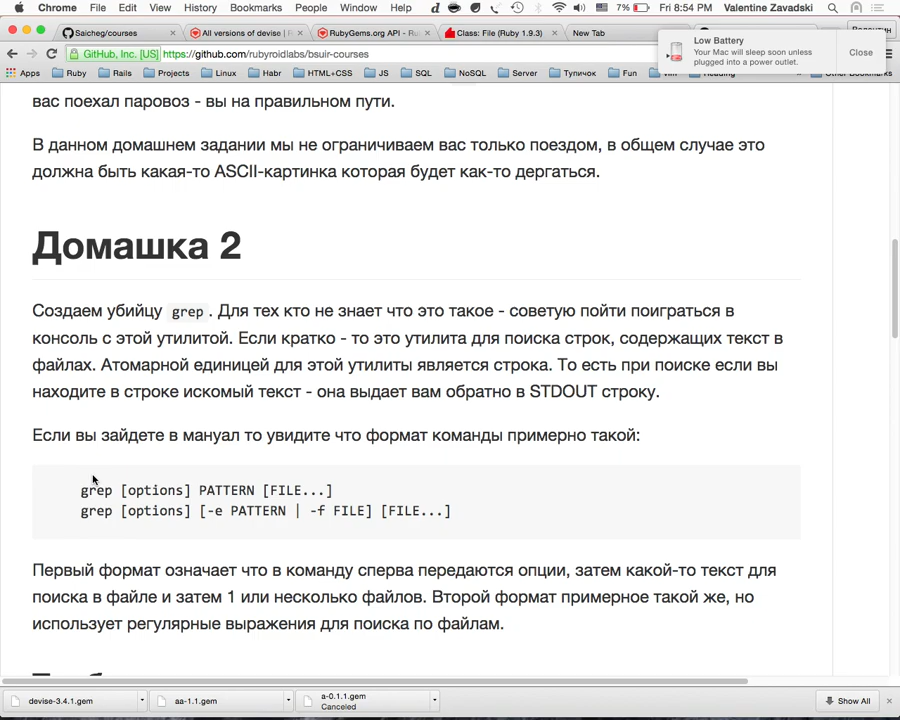 Chrome File Edit View History Bookmarks People Window Help 7% Fri 8:54 PM Valentine Zavadski
Saicheg/courses All versions of devise | RubyGems.org API - Ru Class: File (Ruby 1.9.3) New Tab
Low Battery
Your Mac will sleep soon unless
plugged into a power outlet.
Close
GitHub, Inc. [US] https://github.com/rubyroidlabs/bsuir-courses
Apps Ruby Rails Projects Linux Habr HTML+CSS JS SQL NoSQL Server Тупичок Fun Vim Reading Other Bookmarks
вас поехал паровоз - вы на правильном пути.
В данном домашнем задании мы не ограничиваем вас только поездом, в общем случае это
должна быть какая-то ASCII-картинка которая будет как-то дергаться.
Домашка 2
Создаем убийцу grep . Для тех кто не знает что это такое - советую пойти поиграться в
консоль с этой утилитой. Если кратко - то это утилита для поиска строк, содержащих текст в
файлах. Атомарной единицей для этой утилиты является строка. То есть при поиске если вы
находите в строке искомый текст - она выдает вам обратно в STDOUT строку.
Если вы зайдете в мануал то увидите что формат команды примерно такой:
grep [options] PATTERN [FILE...]
grep [options] [-e PATTERN | -f FILE] [FILE...]
Первый формат означает что в команду сперва передаются опции, затем какой-то текст для
поиска в файле и затем 1 или несколько файлов. Второй формат примерное такой же, но
использует регулярные выражения для поиска по файлам.
devise-3.4.1.gem aa-1.1.gem a-0.1.1.gem
Canceled
Show All